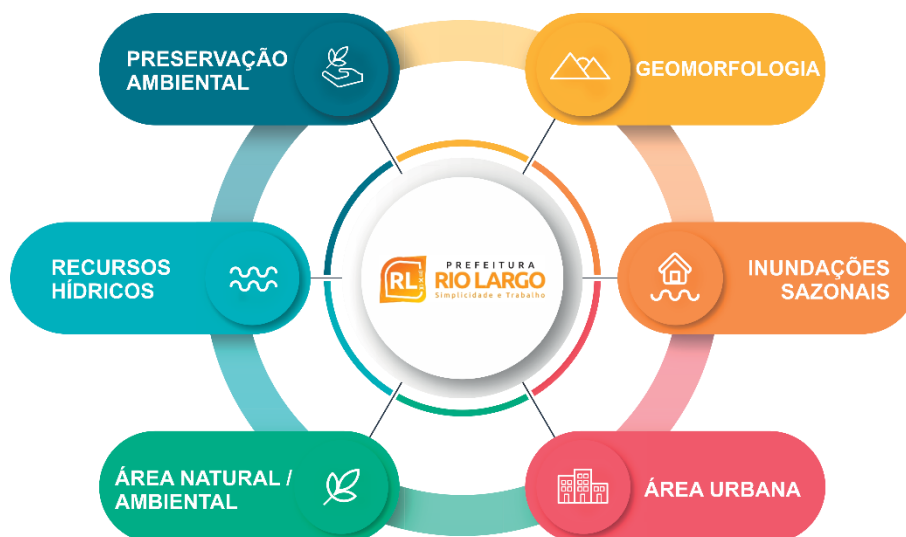 PRESERVAÇÃO
AMBIENTAL
GEOMORFOLOGIA
RECURSOS
HÍDRICOS
RL
PREFEITURA
RIO LARGO
Simplicidade e Trabalho
INUNDAÇÕES
SAZONAIS
ÁREA NATURAL /
AMBIENTAL
ÁREA URBANA